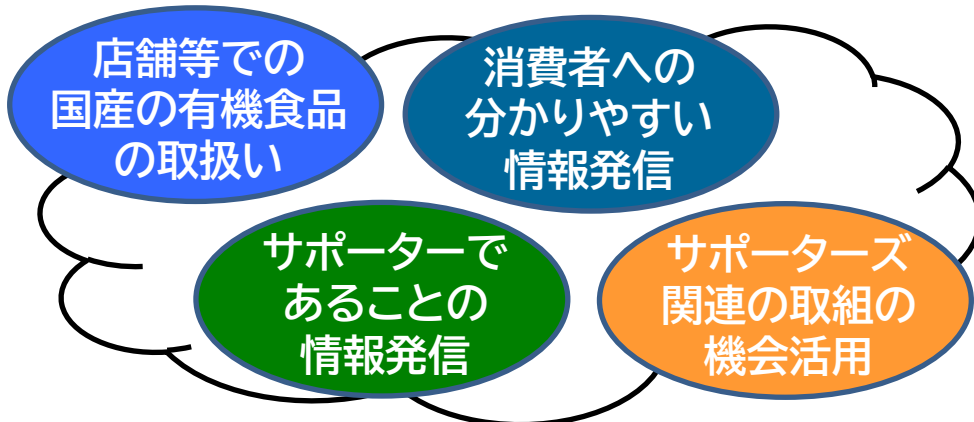 店舗等での
国産の有機食品
の取扱い
消費者への
分かりやすい
情報発信
サポーターで
あることの
情報発信
サポーターズ
関連の取組の
機会活用